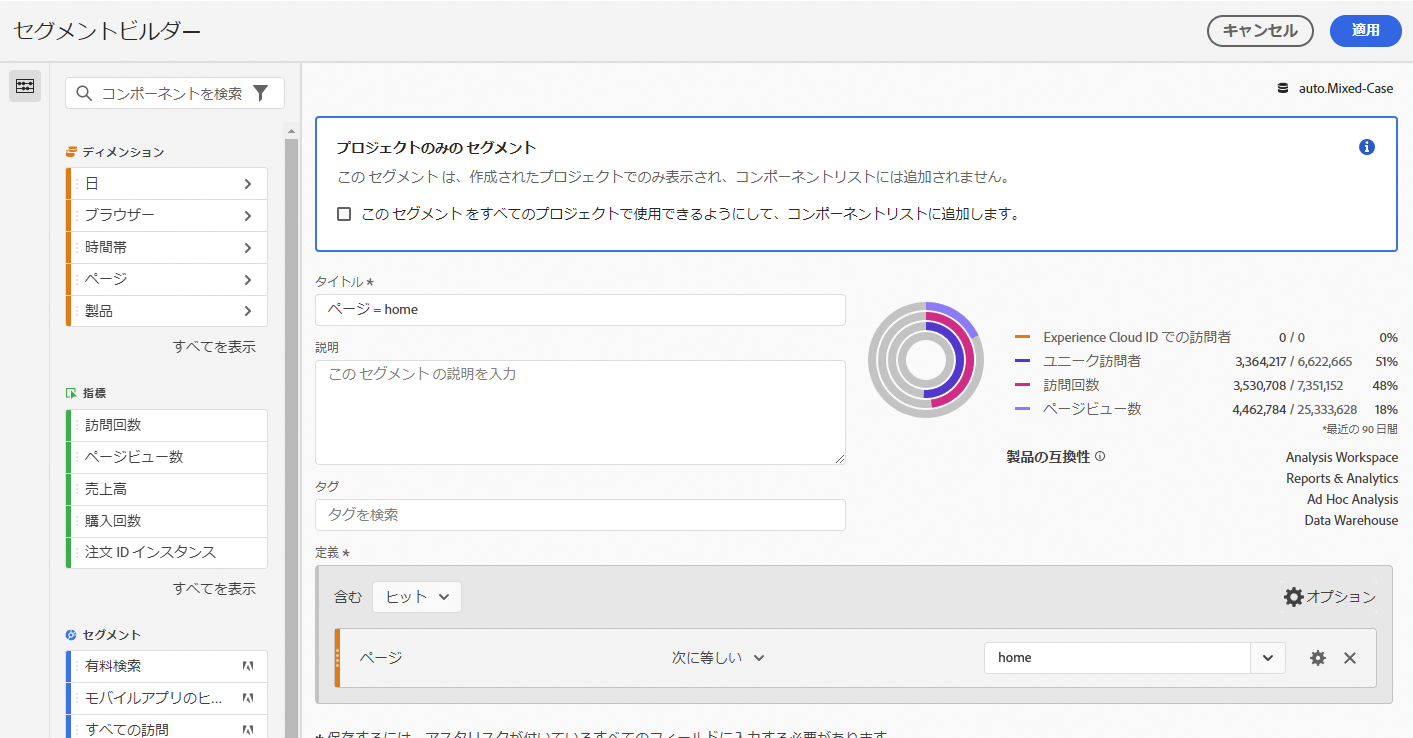 セグメントビルダー
キャンセル
適用
コンポーネントを検索
auto.Mixed-Case
ディメンション
日
ブラウザー
時間帯
ページ
製品
すべてを表示
指標
訪問回数
ページビュー数
売上高
購入回数
注文 ID インスタンス
すべてを表示
セグメント
有料検索
モバイルアプリのヒ...
すべての訪問
プロジェクトのみの セグメント
この セグメント は、作成されたプロジェクトでのみ表示され、コンポーネントリストには追加されません。
この セグメント をすべてのプロジェクトで使用できるようにして、コンポーネントリストに追加します。
タイトル *
ページ = home
説明
この セグメント の説明を入力
タグ
タグを検索
Experience Cloud ID での訪問者 0 / 0 0%
ユニーク訪問者 3,364,217 / 6,622,665 51%
訪問回数 3,530,708 / 7,351,152 48%
ページビュー数 4,462,784 / 25,333,628 18%
*最近の 90 日間
製品の互換性
Analysis Workspace
Reports & Analytics
Ad Hoc Analysis
Data Warehouse
定義 *
含む ヒット オプション
ページ 次に等しい home
* 保存するには、アスタリスクが付いているすべてのフィールドに入力する必要があります